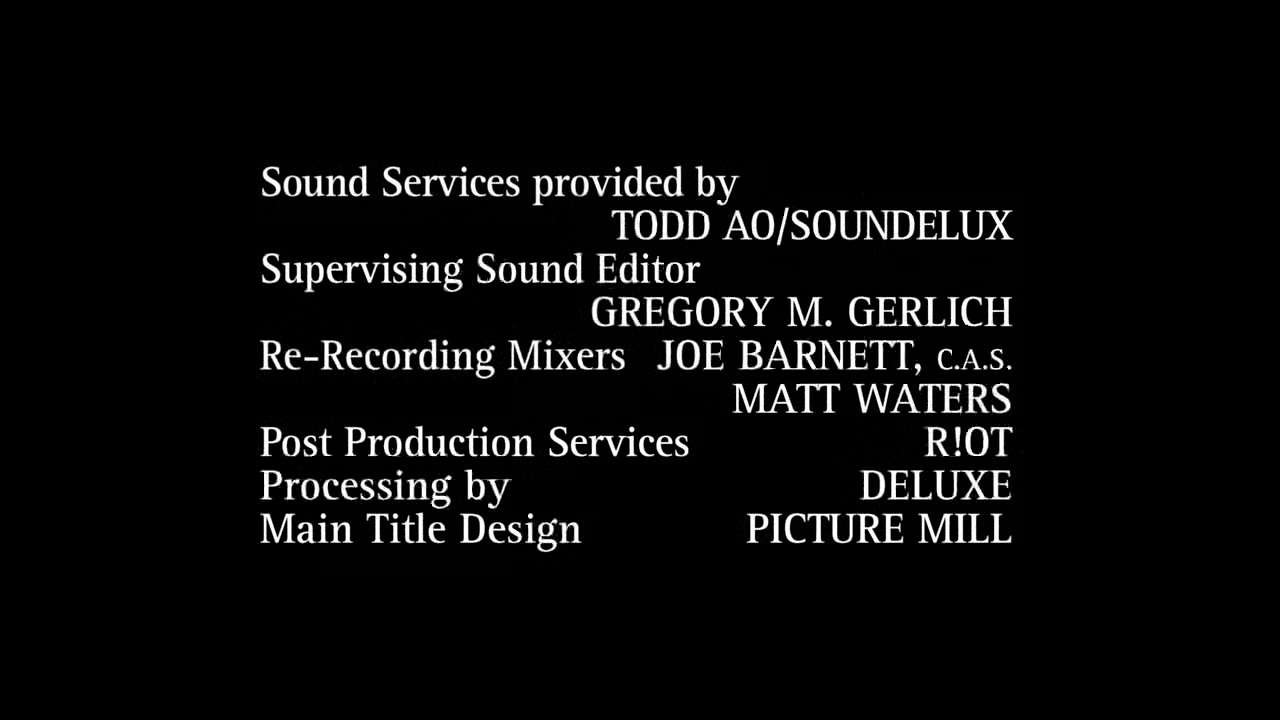 Sound Services provided by
TODD AO/SOUNDELUX
Supervising Sound Editor
GREGORY M. GERLICH
Re-Recording Mixers JOE BARNETT, C.A.S.
MATT WATERS
Post Production Services R!OT
Processing by DELUXE
Main Title Design PICTURE MILL